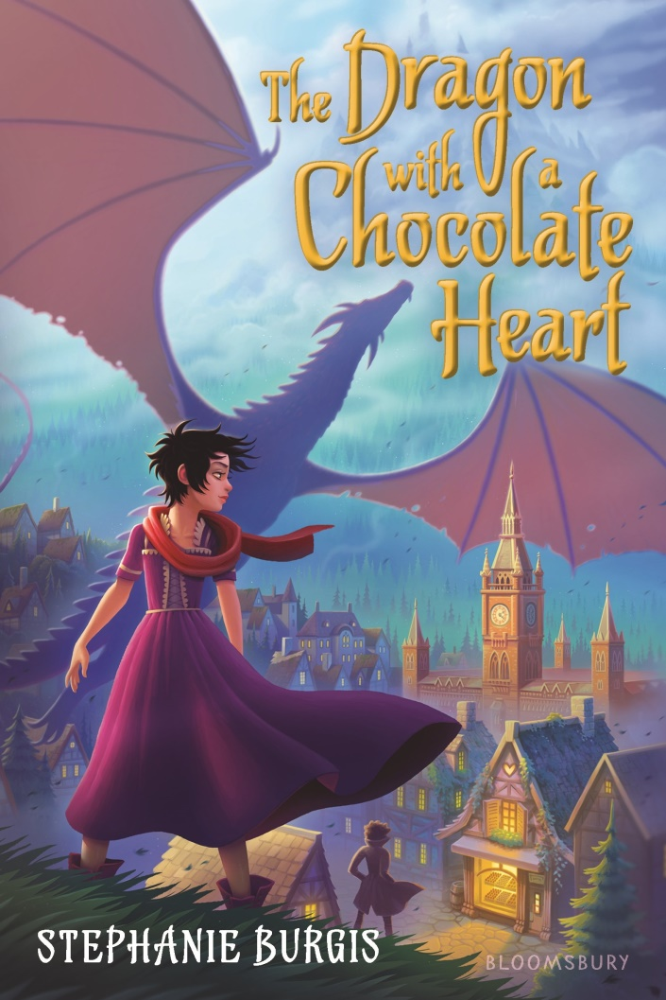 The Dragon
with a
Chocolate
Heart
STEPHANIE BURGIS
BLOOMSBURY